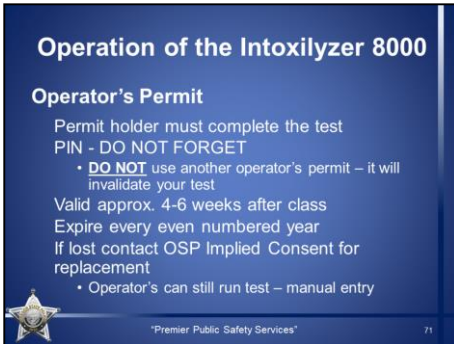 Operation of the Intoxilyzer 8000
Operator's Permit
Permit holder must complete the test
PIN - DO NOT FORGET
• DO NOT use another operator's permit – it will
invalidate your test
Valid approx. 4-6 weeks after class
Expire every even numbered year
If lost contact OSP Implied Consent for
replacement
• Operator's can still run test – manual entry
"Premier Public Safety Services"
71